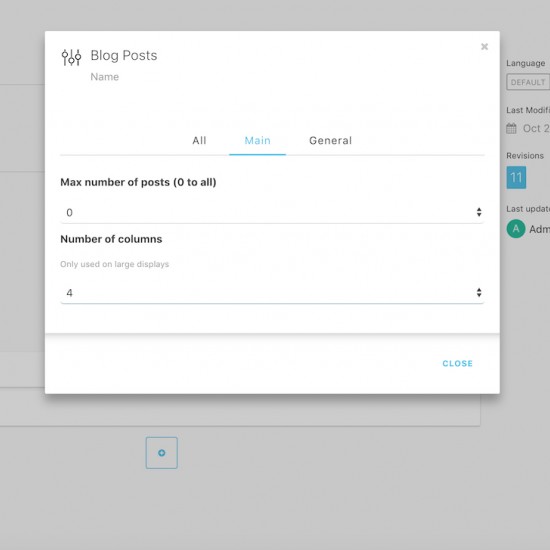 Blog Posts
Name
All Main General
Max number of posts (0 to all)
0
Number of columns
Only used on large displays
4
CLOSE
Language
DEFAULT
Last Modifi
Oct 2
Revisions
11
Last update
A Adm